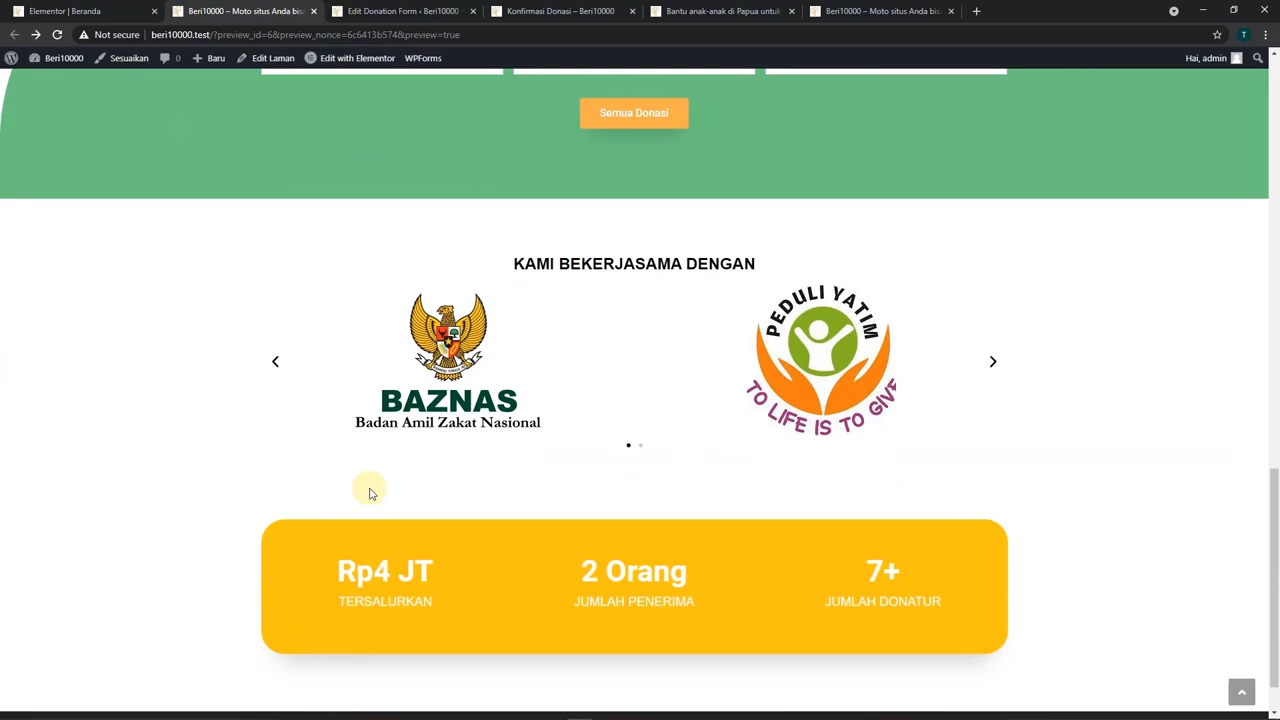 Elementor | Beranda
Beri10000 – Moto situs Anda bis
Edit Donation Form ‹ Beri10000
Konfirmasi Donasi – Beri10000
Bantu anak-anak di Papua untuk
Beri10000 – Moto situs Anda bis
Not secure
beri10000.test/?preview_id=6&preview_nonce=6c6413b574&preview=true
T
Beri10000
Sesuaikan
0
Baru
Edit Laman
Edit with Elementor
WPForms
Hai, admin
Semua Donasi
KAMI BEKERJASAMA DENGAN
BAZNAS
Badan Amil Zakat Nasional
PEDULI YATIM
TO LIFE IS TO GIVE
Rp4 JT
2 Orang
7+
TERSALURKAN
JUMLAH PENERIMA
JUMLAH DONATUR